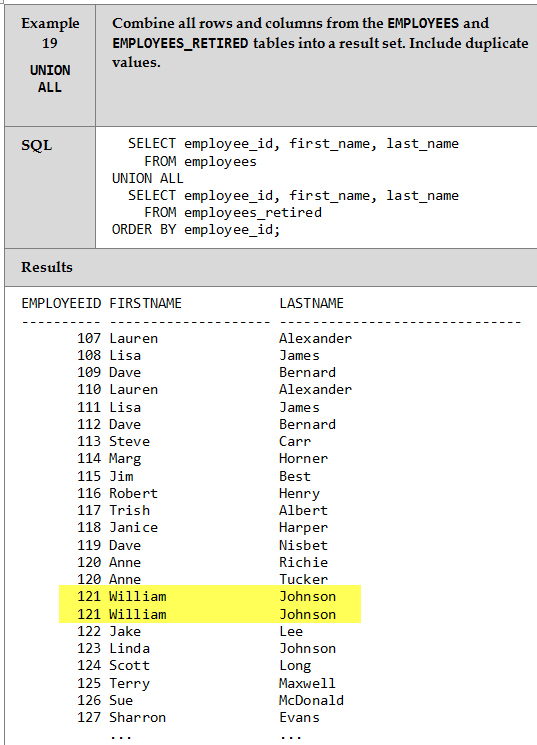 Example
19
UNION
ALL
Combine all rows and columns from the EMPLOYEES and
EMPLOYEES_RETIRED tables into a result set. Include duplicate
values.
SQL
SELECT employee_id, first_name, last_name
FROM employees
UNION ALL
SELECT employee_id, first_name, last_name
FROM employees_retired
ORDER BY employee_id;
Results
EMPLOYEEID FIRSTNAME LASTNAME
---------- -------------------- ------------------------------
107 Lauren Alexander
108 Lisa James
109 Dave Bernard
110 Lauren Alexander
111 Lisa James
112 Dave Bernard
113 Steve Carr
114 Marg Horner
115 Jim Best
116 Robert Henry
117 Trish Albert
118 Janice Harper
119 Dave Nisbet
120 Anne Richie
120 Anne Tucker
121 William Johnson
121 William Johnson
122 Jake Lee
123 Linda Johnson
124 Scott Long
125 Terry Maxwell
126 Sue McDonald
127 Sharron Evans
... ...